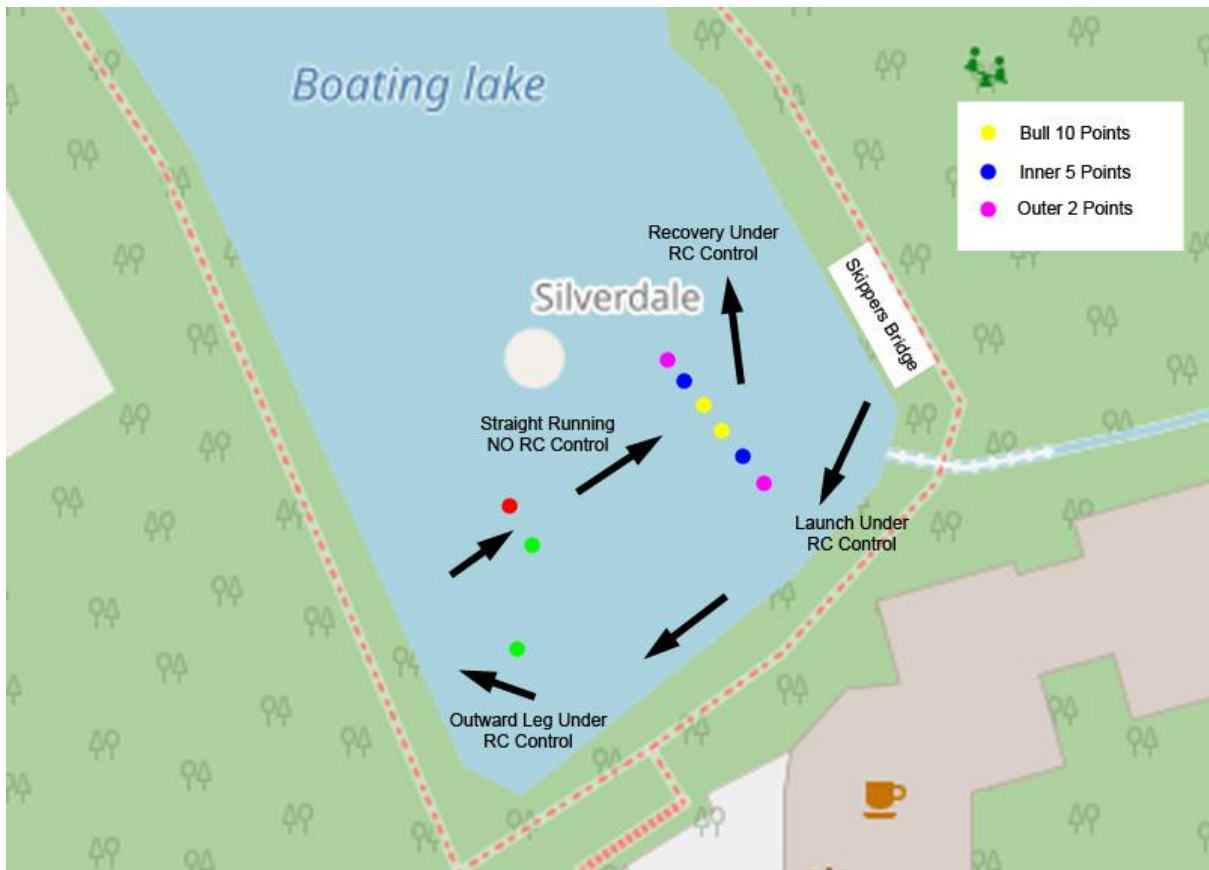 Boating lake
Bull 10 Points
Inner 5 Points
Outer 2 Points
Recovery Under
RC Control
Skippers Bridge
Silverdale
Straight Running
NO RC Control
Launch Under
RC Control
Outward Leg Under
RC Control